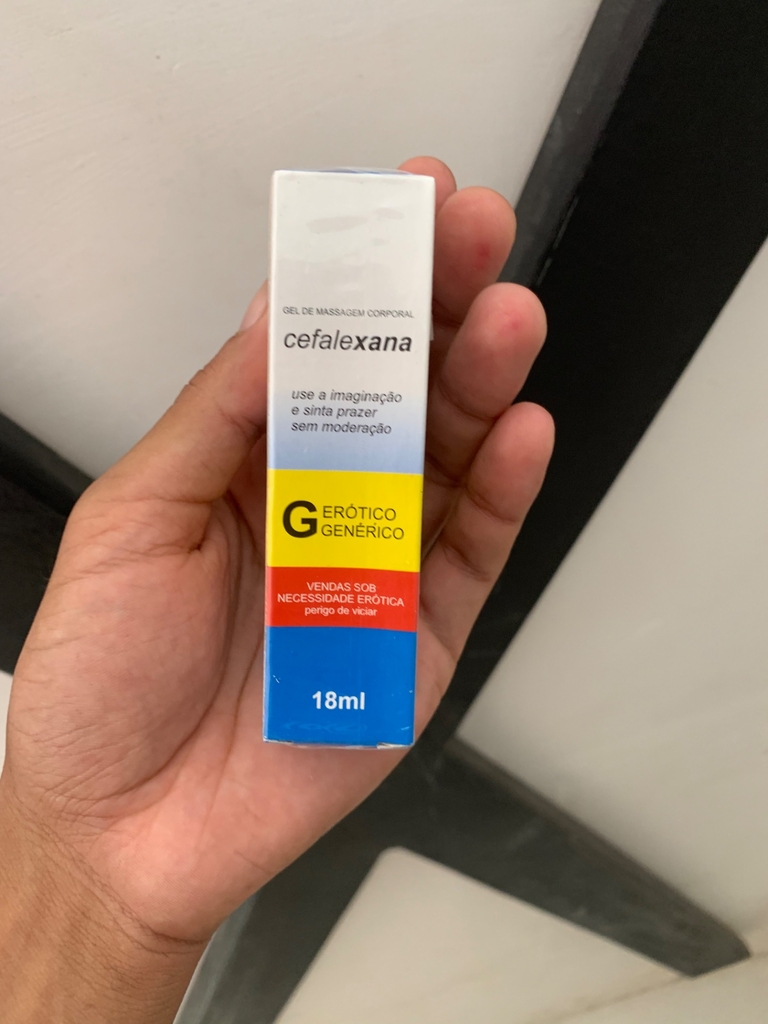 GEL DE MASSAGEM CORPORAL
cefalexana
use a imaginação
e sinta prazer
sem moderação
G ERÓTICO
GENÉRICO
VENDAS SOB
NECESSIDADE ERÓTICA
perigo de viciar
18ml